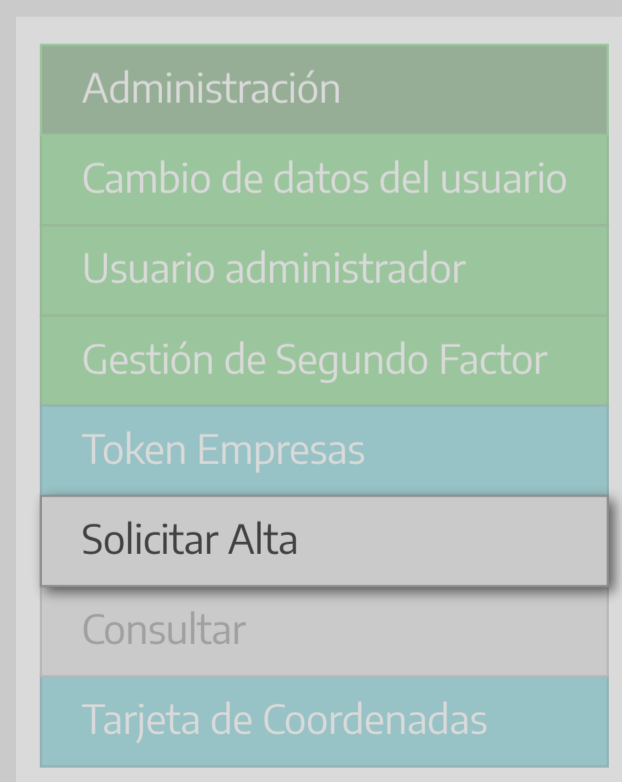 Administración
Cambio de datos del usuario
Usuario administrador
Gestión de Segundo Factor
Token Empresas
Solicitar Alta
Consultar
Tarjeta de Coordenadas